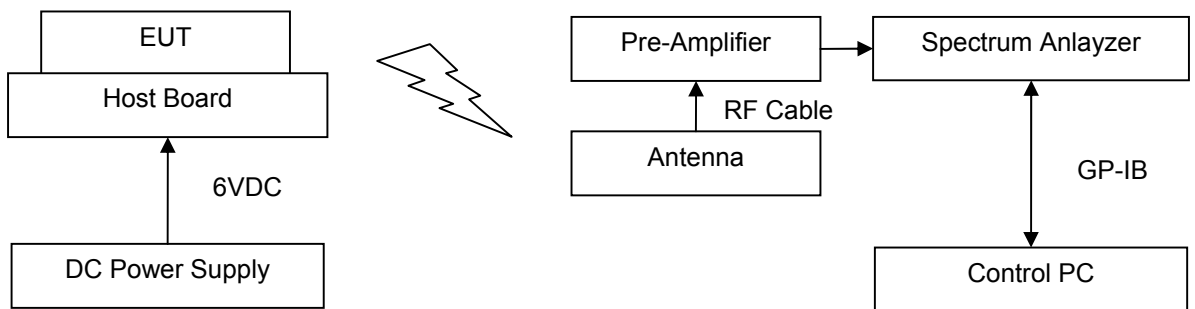 EUT
Host Board
6VDC
DC Power Supply
Pre-Amplifier
RF Cable
Antenna
Spectrum Anlayzer
GP-IB
Control PC